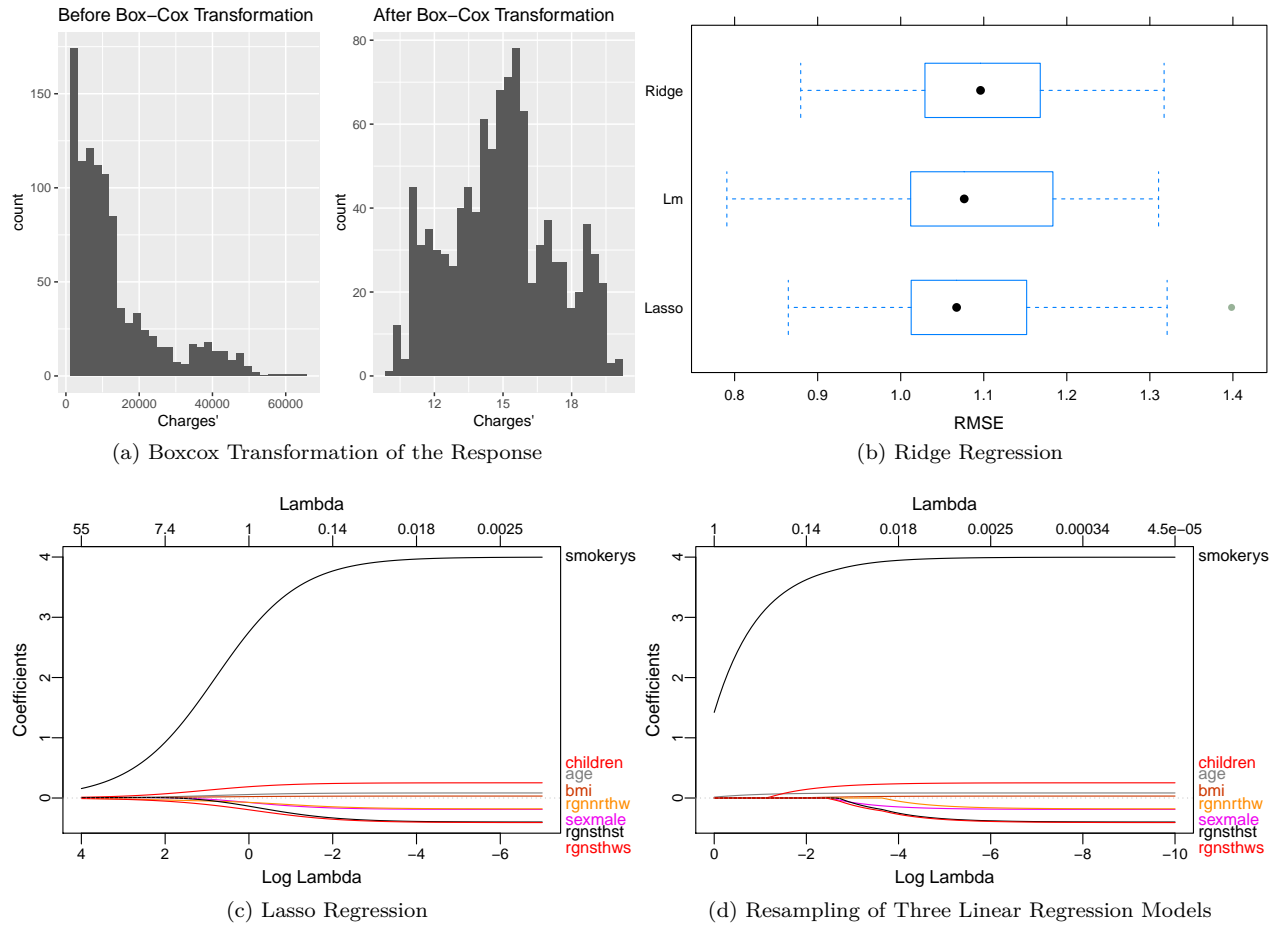 Before Box−Cox Transformation
150
100
50
0
count
0 20000 40000 60000
Charges'
After Box−Cox Transformation
80
60
40
20
0
count
12 15 18
Charges'
(a) Boxcox Transformation of the Response
Ridge
Lm
Lasso
0.8 0.9 1.0 1.1 1.2 1.3 1.4
RMSE
(b) Ridge Regression
Lambda
55 7.4 1 0.14 0.018 0.0025
4
3
2
1
0
Coefficients
smokerys
children
age
bmi
rgnnrthw
sexmale
rgnsthst
rgnsthws
4 2 0 −2 −4 −6
Log Lambda
(c) Lasso Regression
Lambda
1 0.14 0.018 0.0025 0.00034 4.5e−05
4
3
2
1
0
Coefficients
smokerys
children
age
bmi
rgnnrthw
sexmale
rgnsthst
rgnsthws
0 −2 −4 −6 −8 −10
Log Lambda
(d) Resampling of Three Linear Regression Models